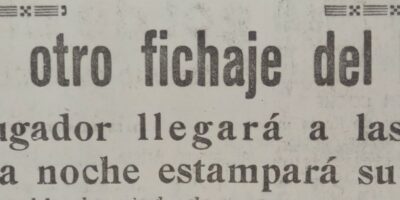 otro fichaje del
ugador llegará a las
a noche estampará su